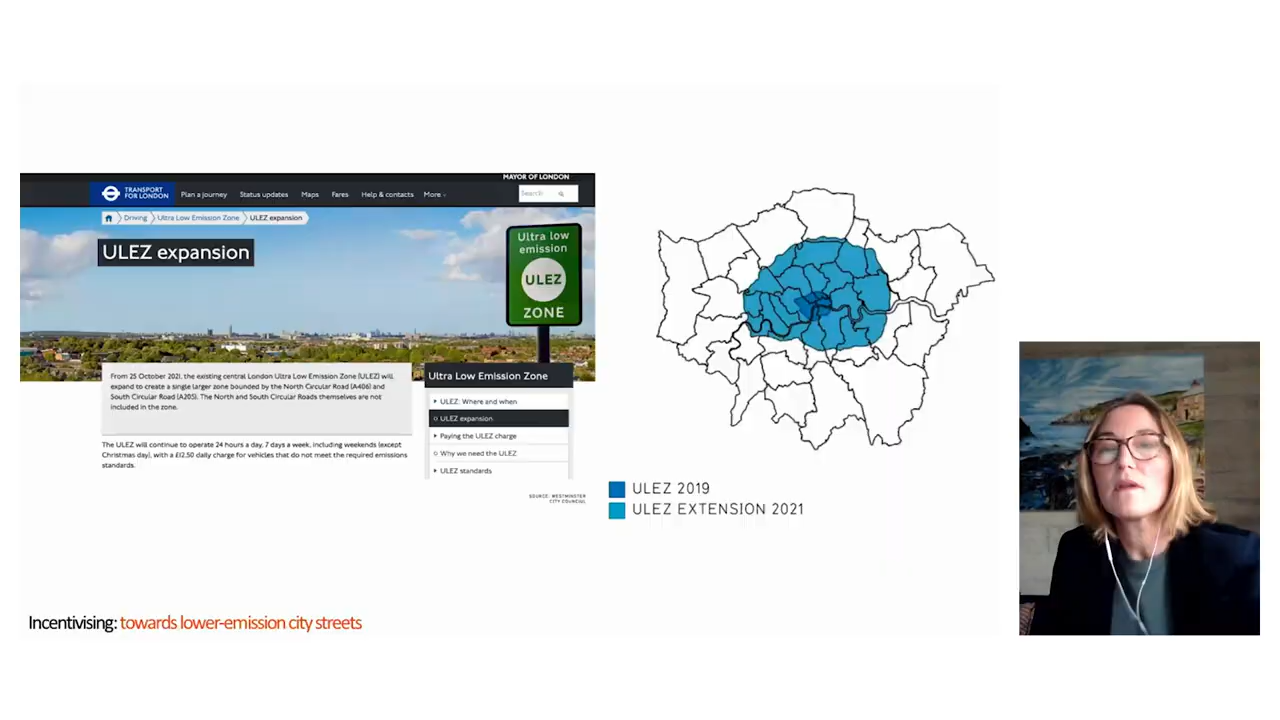 MAYOR OF LONDON
TRANSPORT
FOR LONDON
Plan a journey
Status updates
Maps
Fares
Help & contacts
More
Search
Driving
Ultra Low Emission Zone
ULEZ expansion
ULEZ expansion
Ultra low
emission
ULEZ
ZONE
From 25 October 2021, the existing central London Ultra Low Emission Zone (ULEZ) will
expand to create a single larger zone bounded by the North Circular Road (A406) and
South Circular Road (A205). The North and South Circular Roads themselves are not
included in the zone.
The ULEZ will continue to operate 24 hours a day, 7 days a week, including weekends (except
Christmas day), with a £12.50 daily charge for vehicles that do not meet the required emissions
standards.
Ultra Low Emission Zone
ULEZ: Where and when
ULEZ expansion
Paying the ULEZ charge
Why we need the ULEZ
ULEZ standards
SOURCE: WESTMINSTER
CITY COUNCIL
ULEZ 2019
ULEZ EXTENSION 2021
Incentivising: towards lower-emission city streets